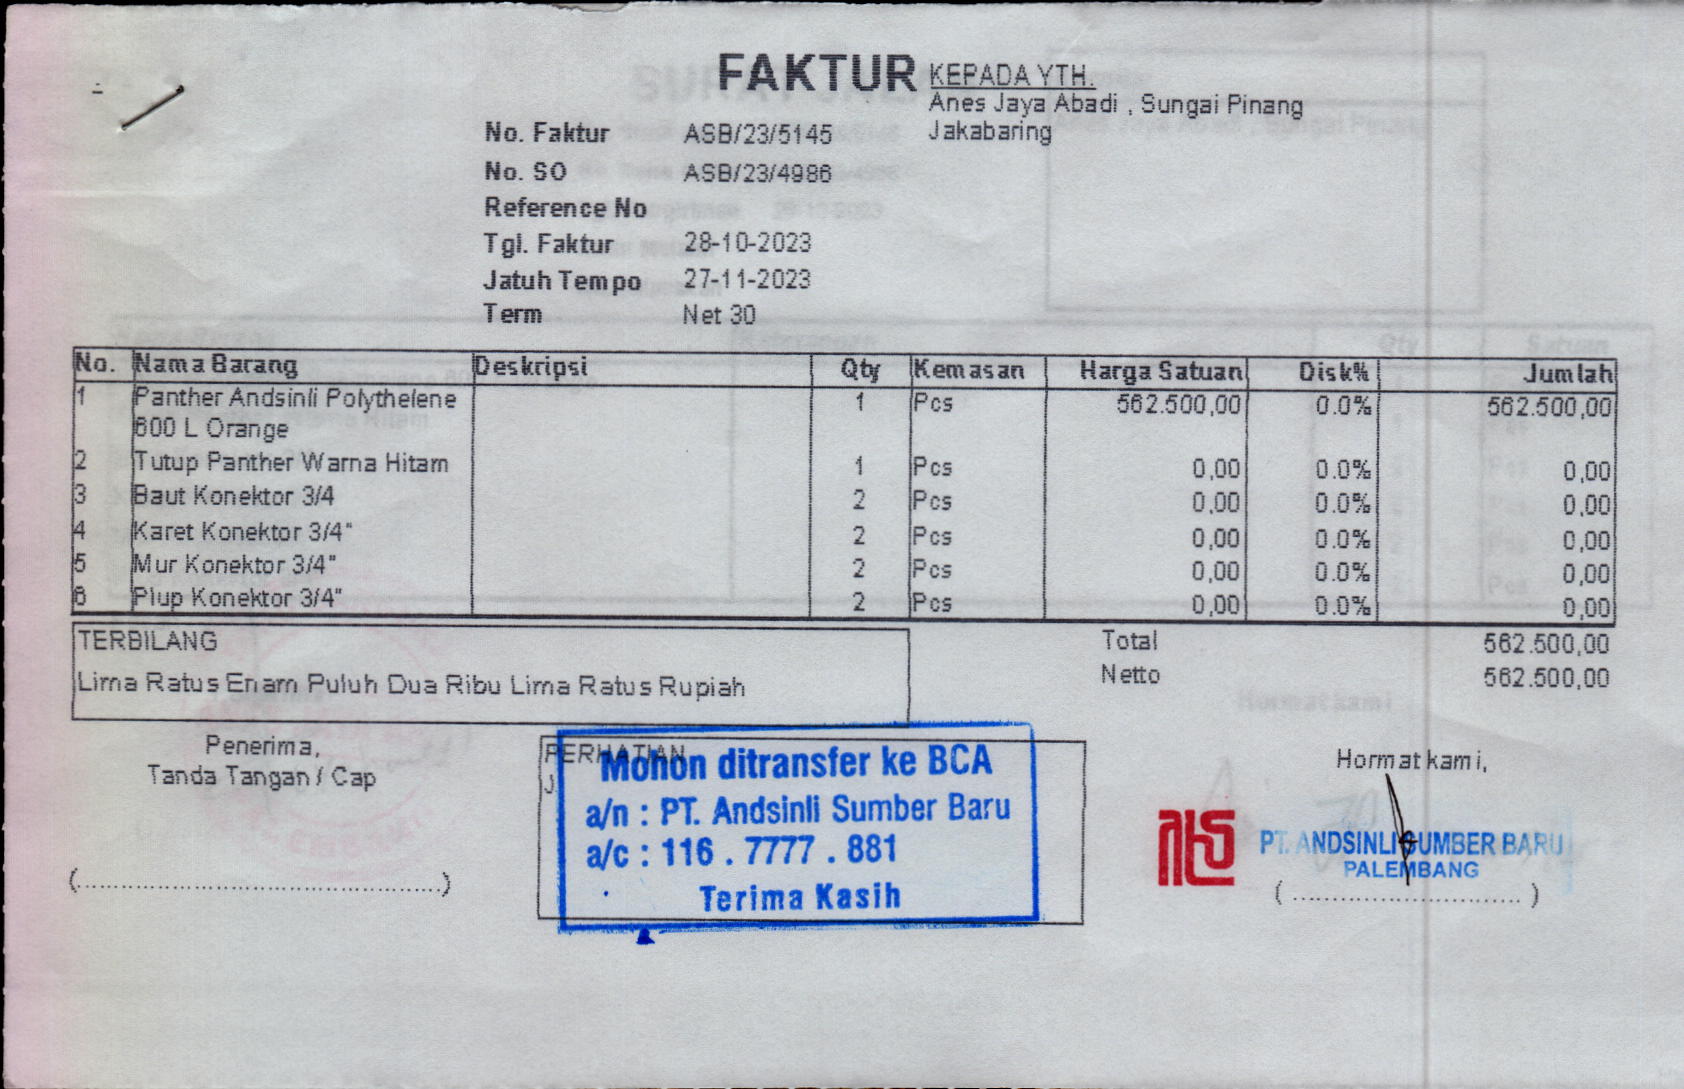 FAKTUR
KEPADA YTH.
Anes Jaya Abadi , Sungai Pinang
Jakabaring
No. Faktur ASB/23/5145
No. SO ASB/23/4986
Reference No
Tgl. Faktur 28-10-2023
Jatuh Tempo 27-11-2023
Term Net 30
No. Nama Barang Deskripsi Qty Kemasan Harga Satuan Disk% Jumlah
1 Panther Andsinli Polythelene 1 Pcs 562.500,00 0.0% 562.500,00
600 L Orange
2 Tutup Panther Warna Hitam 1 Pcs 0,00 0.0% 0,00
3 Baut Konektor 3/4 2 Pcs 0,00 0.0% 0,00
4 Karet Konektor 3/4" 2 Pcs 0,00 0.0% 0,00
5 Mur Konektor 3/4" 2 Pcs 0,00 0.0% 0,00
6 Plup Konektor 3/4" 2 Pcs 0,00 0.0% 0,00
TERBILANG
Lima Ratus Enam Puluh Dua Ribu Lima Ratus Rupiah
Total 562.500,00
Netto 562.500,00
Penerima,
Tanda Tangan / Cap
(.....................................................)
PERHATIAN
Mohon ditransfer ke BCA
a/n : PT. Andsinli Sumber Baru
a/c : 116 . 7777 . 881
Terima Kasih
Hormat kami,
PT. ANDSINLI SUMBER BARU
PALEMBANG
( ................................. )